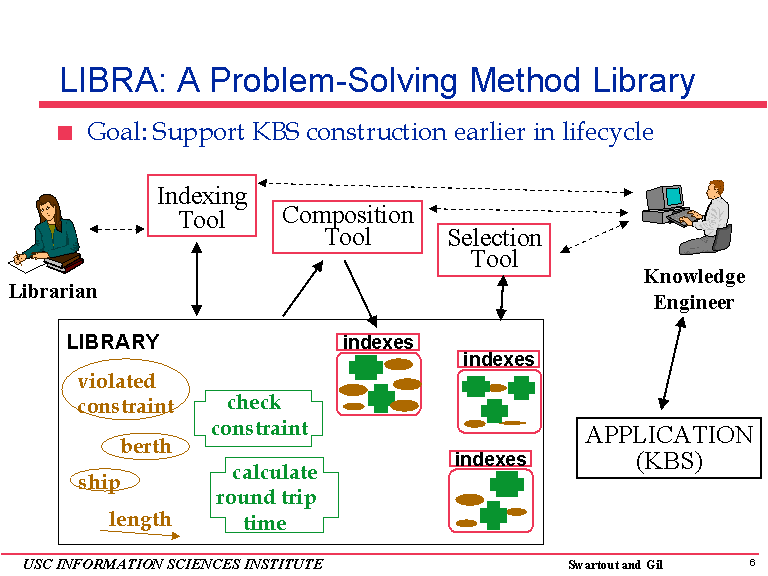 LIBRA: A Problem-Solving Method Library
Goal: Support KBS construction earlier in lifecycle
Indexing
Tool
Composition
Tool
Selection
Tool
Librarian
Knowledge
Engineer
LIBRARY
indexes
indexes
indexes
violated
constraint
berth
ship
length
check
constraint
calculate
round trip
time
APPLICATION
(KBS)
USC INFORMATION SCIENCES INSTITUTE
Swartout and Gil
6